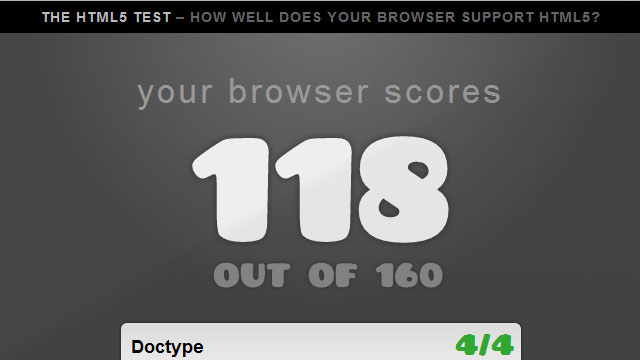 THE HTML5 TEST – HOW WELL DOES YOUR BROWSER SUPPORT HTML5?
your browser scores
118
OUT OF 160
Doctype 4/4